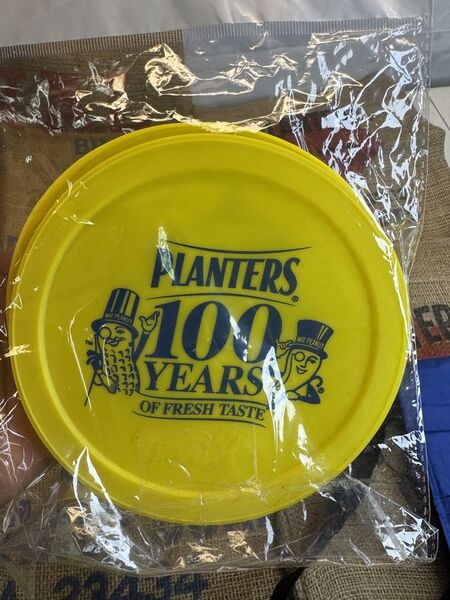 PLANTERS®
100
YEARS
OF FRESH TASTE
MR PEANUT
MR PEANUT